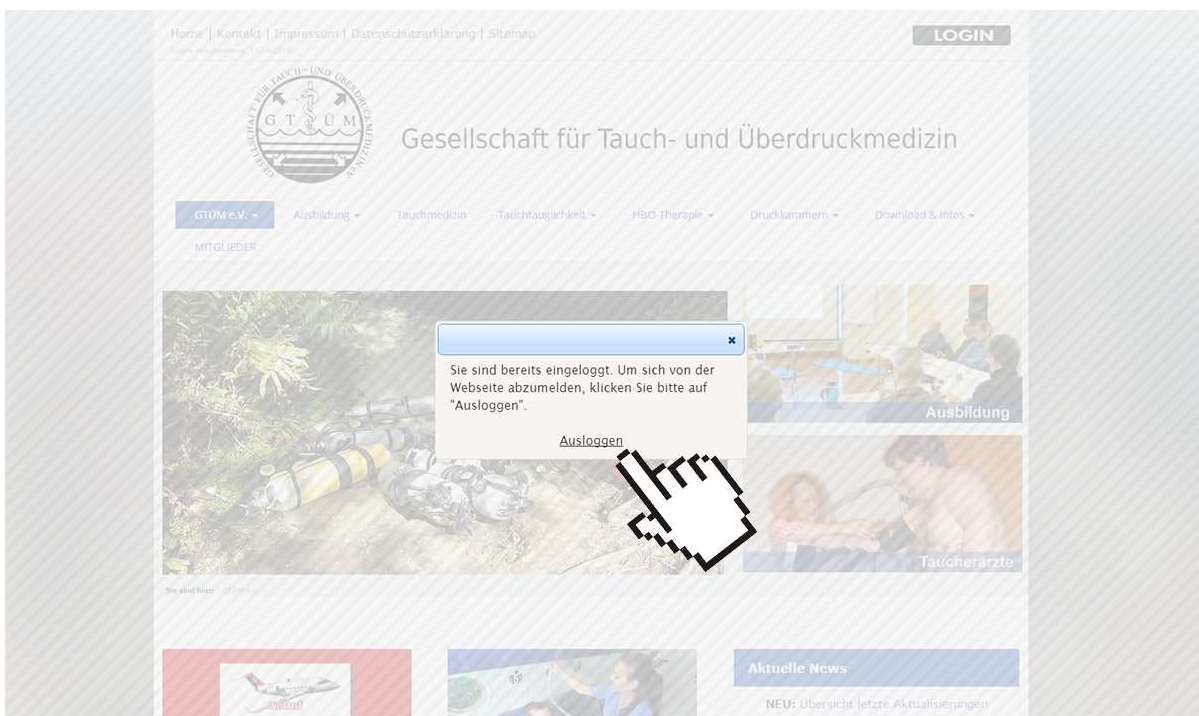 Home | Kontakt | Impressum | Datenschutzerklärung | Sitemap
LOGIN
GESELLSCHAFT FÜR TAUCH- UND ÜBERDRUCKMEDIZIN e.V.
G T Ü M
Gesellschaft für Tauch- und Überdruckmedizin
GTÜM e.V. Ausbildung Tauchmedizin Tauchtauglichkeit HBO-Therapie Druckkammern Download & Infos
MITGLIEDER
Sie sind bereits eingeloggt. Um sich von der
Webseite abzumelden, klicken Sie bitte auf
"Ausloggen".
Ausloggen
Ausbildung
Taucherärzte
Sie sind hier: GTÜM e.V.
Aktuelle News
NEU: Übersicht letzte Aktualisierungen